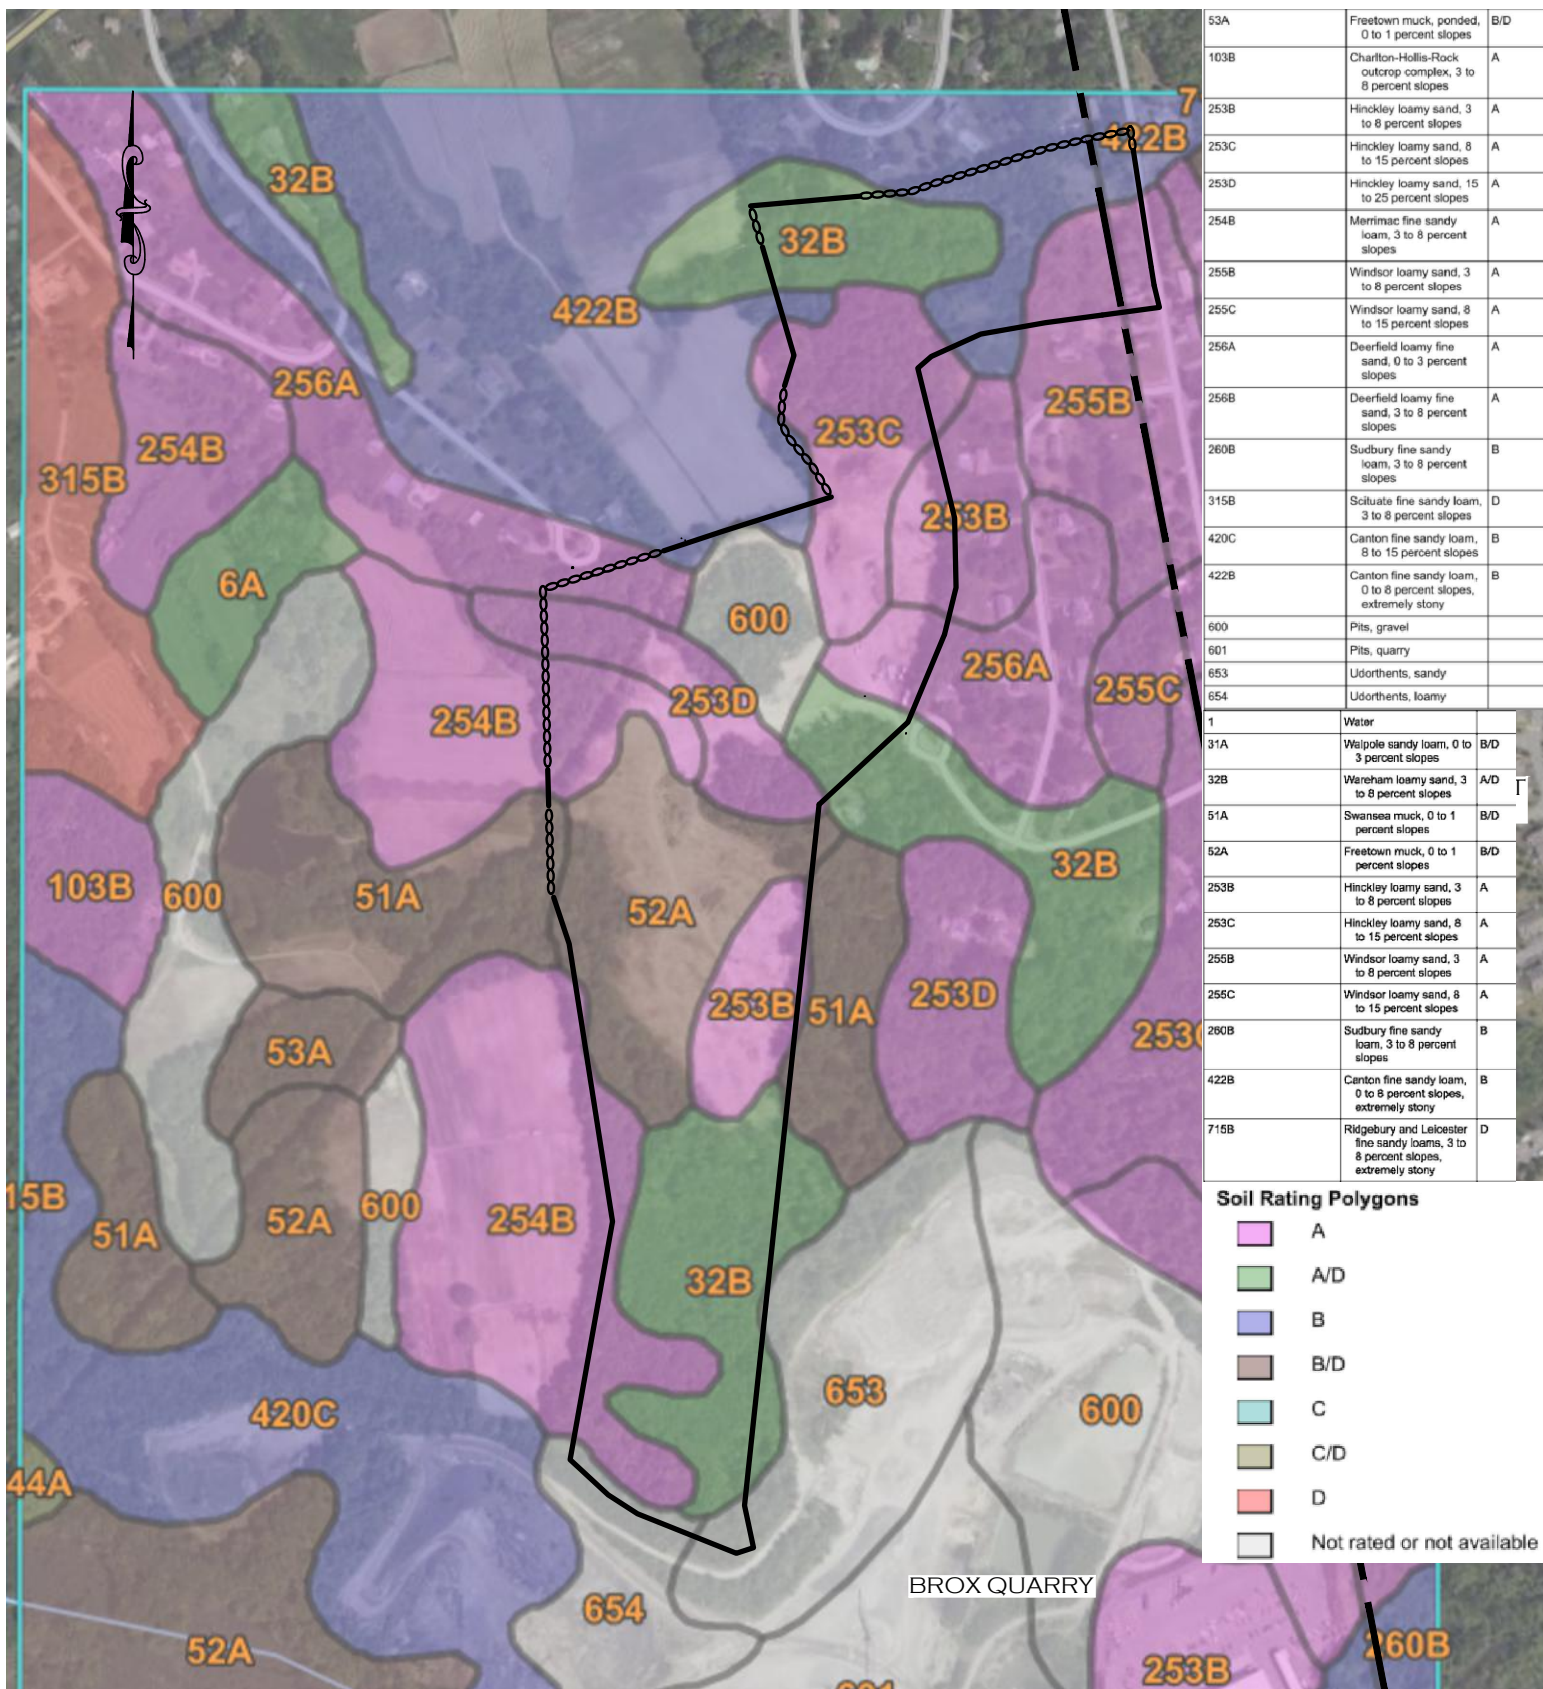 53A Freetown muck, ponded, B/D
0 to 1 percent slopes
103B Charlton-Hollis-Rock A
outcrop complex, 3 to
8 percent slopes
253B Hinckley loamy sand, 3 A
to 8 percent slopes
253C Hinckley loamy sand, 8 A
to 15 percent slopes
253D Hinckley loamy sand, 15 A
to 25 percent slopes
254B Merrimac fine sandy A
loam, 3 to 8 percent
slopes
255B Windsor loamy sand, 3 A
to 8 percent slopes
255C Windsor loamy sand, 8 A
to 15 percent slopes
256A Deerfield loamy fine A
sand, 0 to 3 percent
slopes
256B Deerfield loamy fine A
sand, 3 to 8 percent
slopes
260B Sudbury fine sandy B
loam, 3 to 8 percent
slopes
315B Scituate fine sandy loam, D
3 to 8 percent slopes
420C Canton fine sandy loam, B
8 to 15 percent slopes
422B Canton fine sandy loam, B
0 to 8 percent slopes,
extremely stony
600 Pits, gravel
601 Pits, quarry
653 Udorthents, sandy
654 Udorthents, loamy
1 Water
31A Walpole sandy loam, 0 to B/D
3 percent slopes
32B Wareham loamy sand, 3 A/D
to 8 percent slopes
51A Swansea muck, 0 to 1 B/D
percent slopes
52A Freetown muck, 0 to 1 B/D
percent slopes
253B Hinckley loamy sand, 3 A
to 8 percent slopes
253C Hinckley loamy sand, 8 A
to 15 percent slopes
255B Windsor loamy sand, 3 A
to 8 percent slopes
255C Windsor loamy sand, 8 A
to 15 percent slopes
260B Sudbury fine sandy B
loam, 3 to 8 percent
slopes
422B Canton fine sandy loam, B
0 to 8 percent slopes,
extremely stony
715B Ridgebury and Leicester D
fine sandy loams, 3 to
8 percent slopes,
extremely stony
Soil Rating Polygons
A
A/D
B
B/D
C
C/D
D
Not rated or not available
7
422B
32B
32B
422B
256A
255B
254B
253C
315B
253B
6A
600
256A
253D
255C
254B
32B
103B
600
51A
52A
253D
253B
51A
253C
53A
15B
600
52A
254B
51A
32B
653
600
420C
44A
BROX QUARRY
654
52A
253B
260B
T